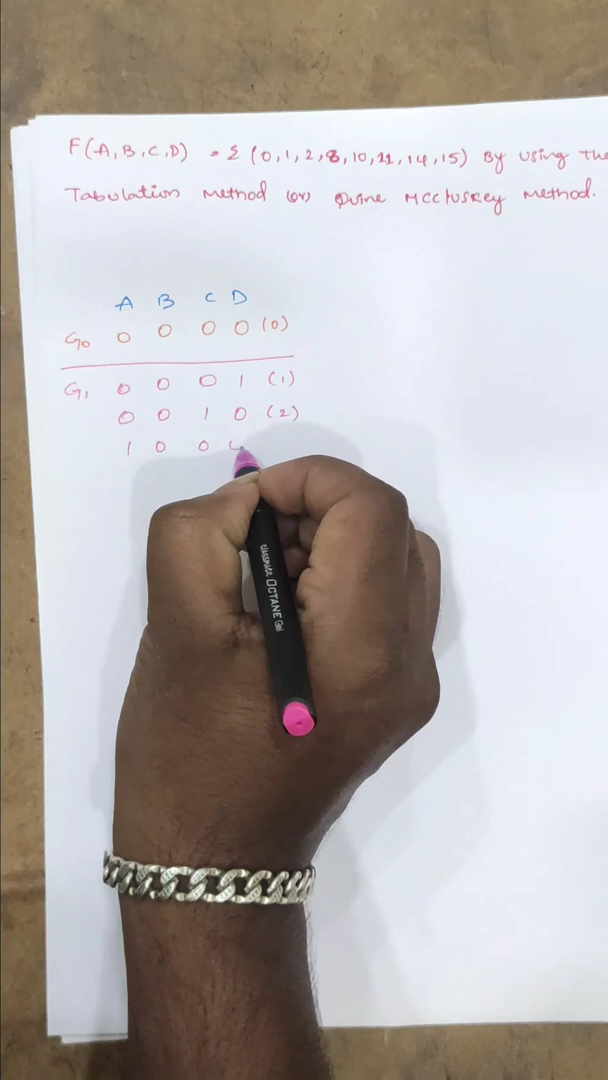 F(A,B,C,D) = Σ (0,1,2,8,10,11,14,15) By using the
Tabulation Method (or) Quine McCluskey Method.
A B C D
G0 0 0 0 0 (0)
G1 0 0 0 1 (1)
0 0 1 0 (2)
1 0 0
classmate OCTANE Gel